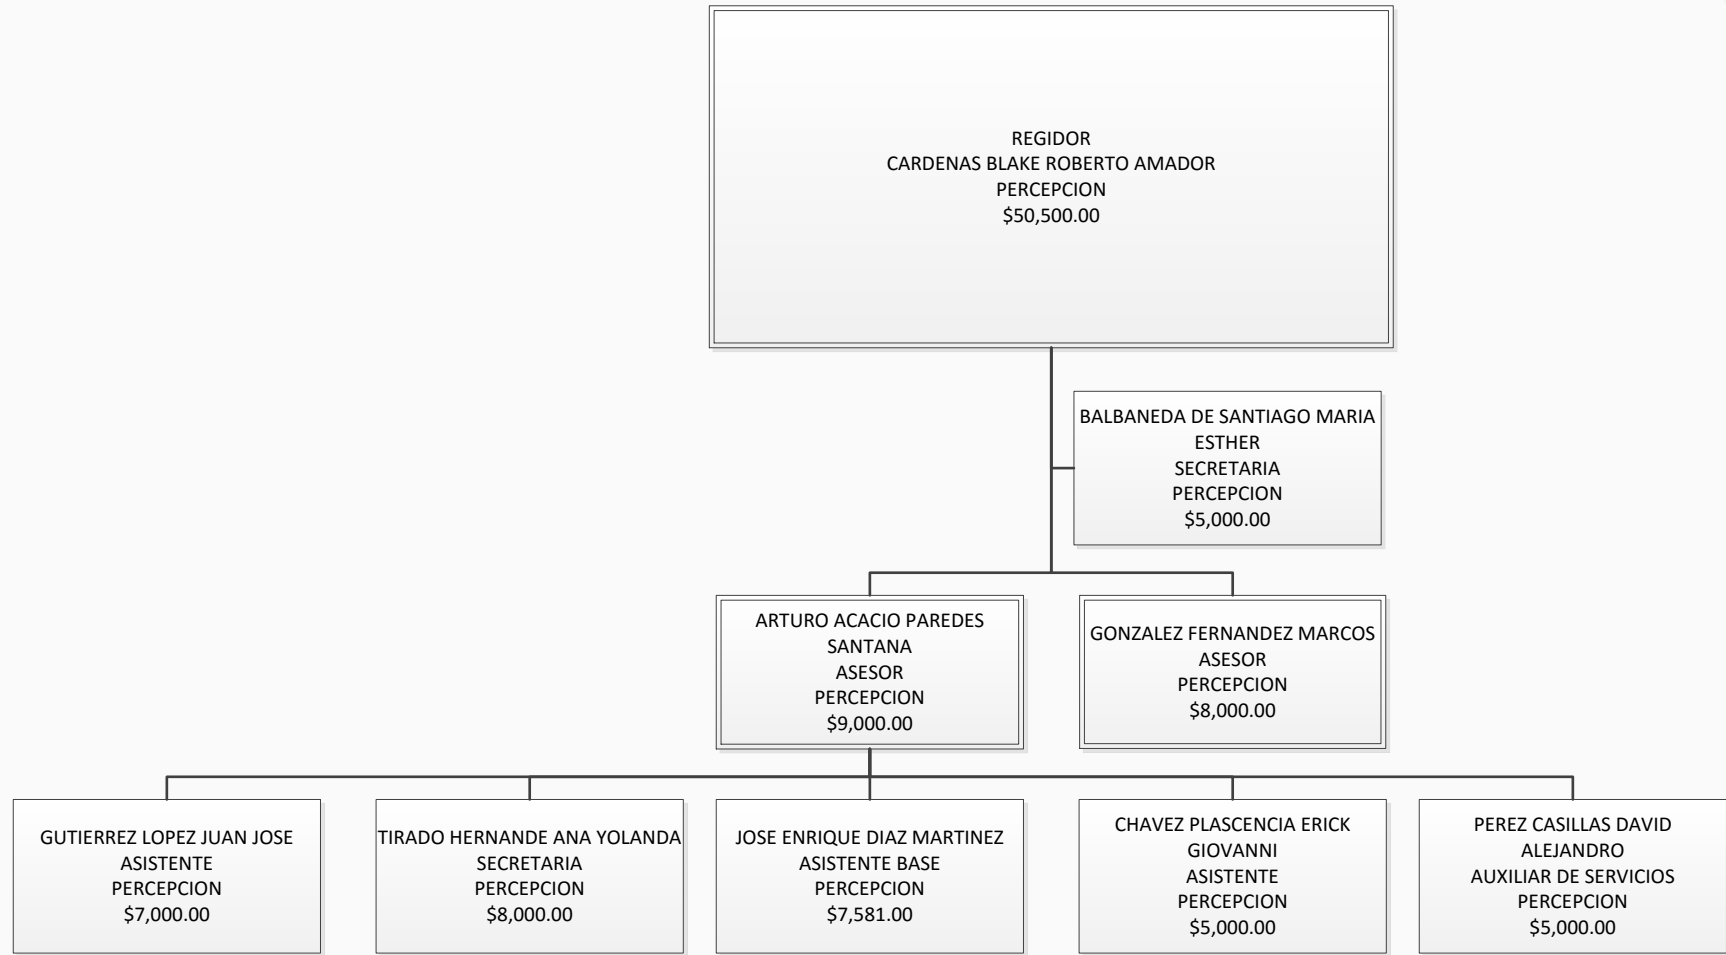 REGIDOR
CARDENAS BLAKE ROBERTO AMADOR
PERCEPCION
$50,500.00
BALBANEDA DE SANTIAGO MARIA
ESTHER
SECRETARIA
PERCEPCION
$5,000.00
ARTURO ACACIO PAREDES
SANTANA
ASESOR
PERCEPCION
$9,000.00
GONZALEZ FERNANDEZ MARCOS
ASESOR
PERCEPCION
$8,000.00
GUTIERREZ LOPEZ JUAN JOSE
ASISTENTE
PERCEPCION
$7,000.00
TIRADO HERNANDE ANA YOLANDA
SECRETARIA
PERCEPCION
$8,000.00
JOSE ENRIQUE DIAZ MARTINEZ
ASISTENTE BASE
PERCEPCION
$7,581.00
CHAVEZ PLASCENCIA ERICK
GIOVANNI
ASISTENTE
PERCEPCION
$5,000.00
PEREZ CASILLAS DAVID
ALEJANDRO
AUXILIAR DE SERVICIOS
PERCEPCION
$5,000.00